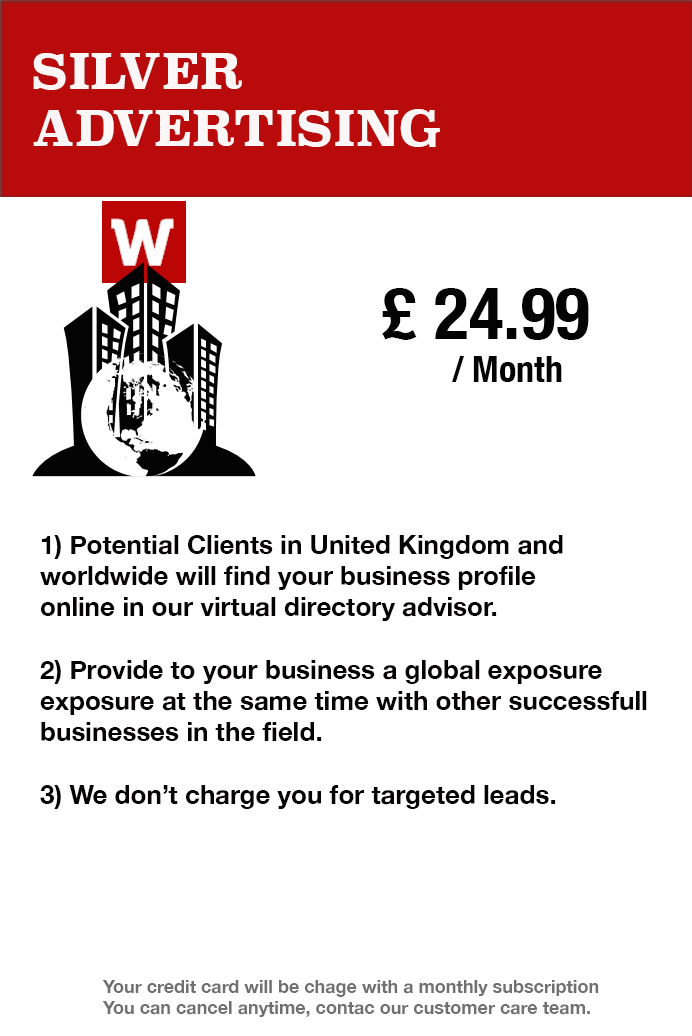 SILVER
ADVERTISING
W
£ 24.99
/ Month
1) Potential Clients in United Kingdom and
worldwide will find your business profile
online in our virtual directory advisor.
2) Provide to your business a global exposure
exposure at the same time with other successfull
businesses in the field.
3) We don’t charge you for targeted leads.
Your credit card will be chage with a monthly subscription
You can cancel anytime, contac our customer care team.